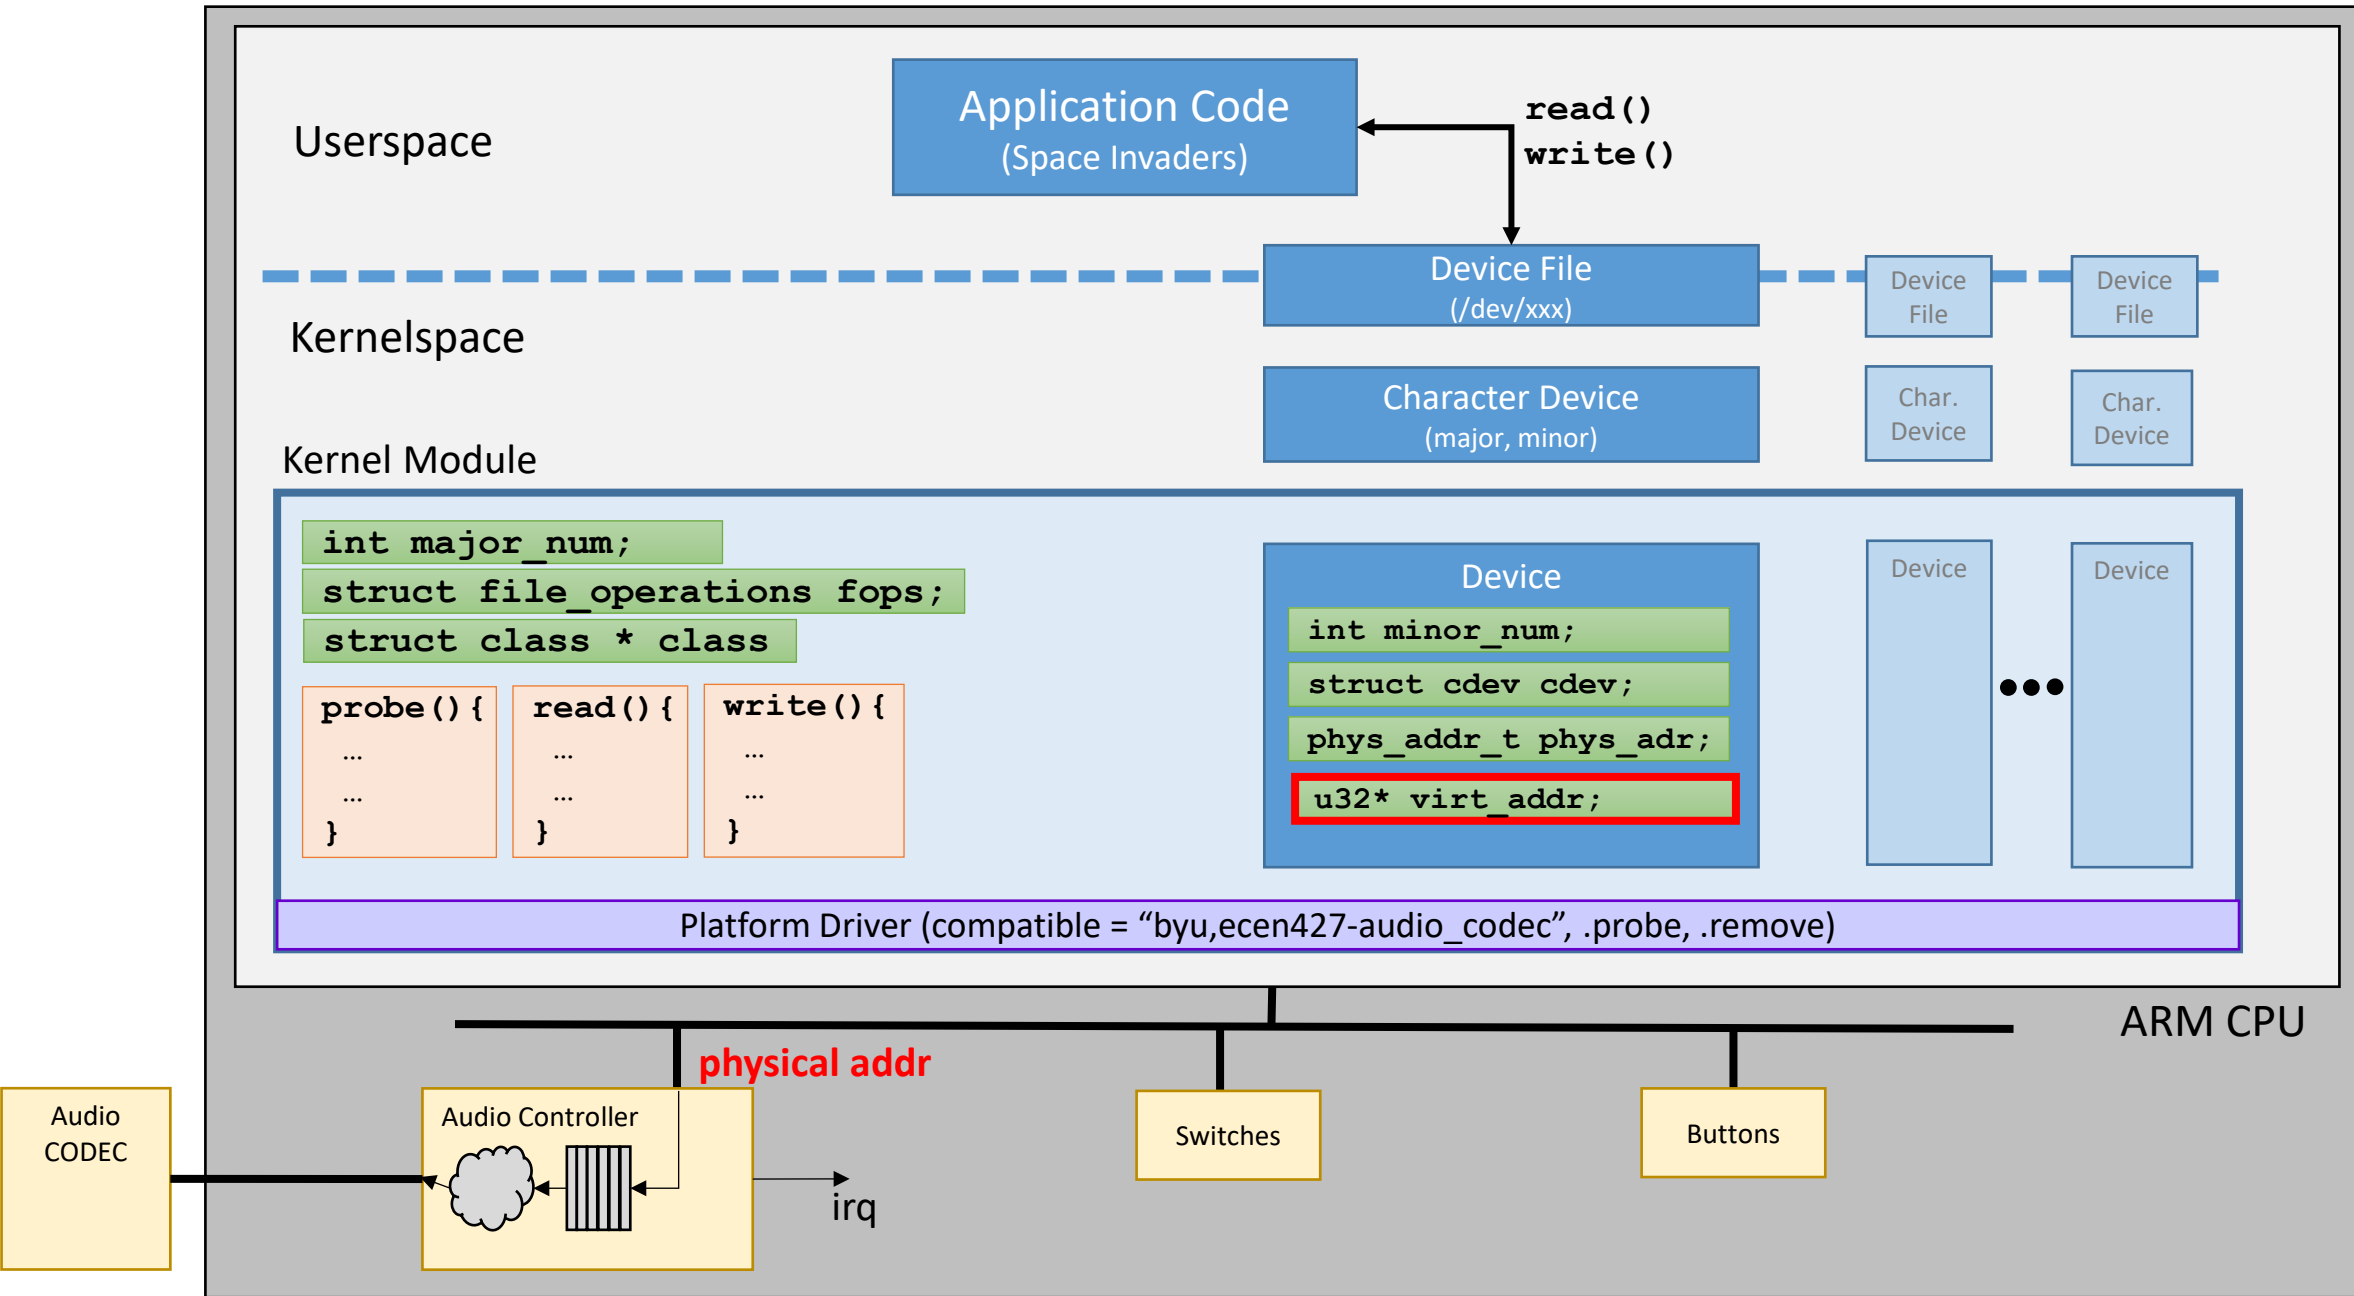 Userspace
Application Code
(Space Invaders)
read()
write()
Device File
(/dev/xxx)
Device
File
Device
File
Kernelspace
Character Device
(major, minor)
Char.
Device
Char.
Device
Kernel Module
int major_num;
struct file_operations fops;
struct class * class
probe(){
…
…
}
read(){
…
…
}
write(){
…
…
}
Device
int minor_num;
struct cdev cdev;
phys_addr_t phys_adr;
u32* virt_addr;
Device
Device
Platform Driver (compatible = “byu,ecen427-audio_codec”, .probe, .remove)
ARM CPU
physical addr
Audio
CODEC
Audio Controller
irq
Switches
Buttons